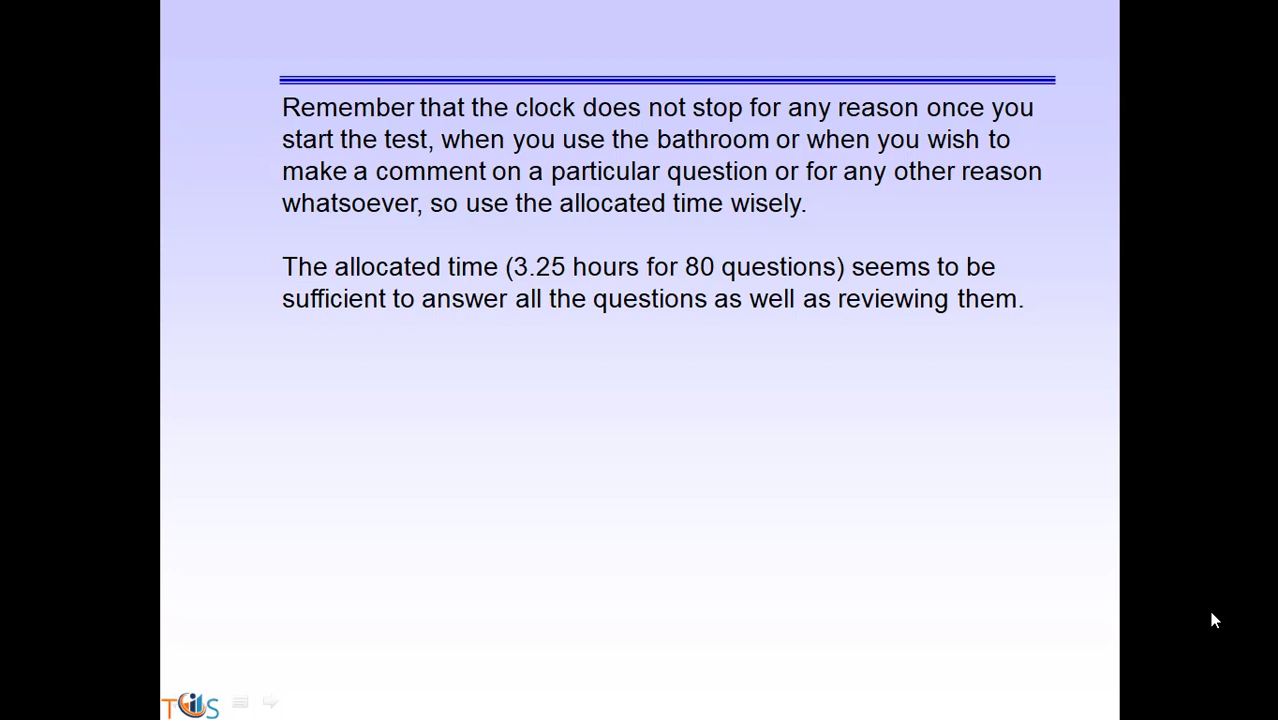 Remember that the clock does not stop for any reason once you
start the test, when you use the bathroom or when you wish to
make a comment on a particular question or for any other reason
whatsoever, so use the allocated time wisely.
The allocated time (3.25 hours for 80 questions) seems to be
sufficient to answer all the questions as well as reviewing them.